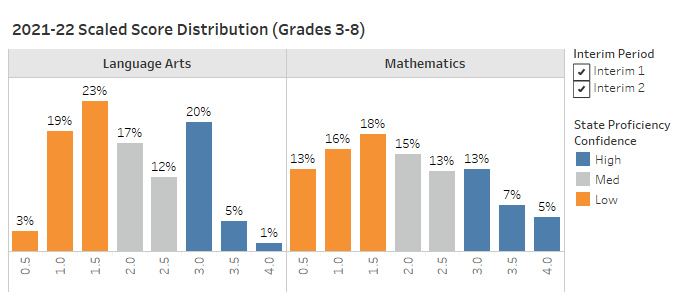 2021-22 Scaled Score Distribution (Grades 3-8)
Language Arts
Mathematics
3%
19%
23%
17%
12%
20%
5%
1%
13%
16%
18%
15%
13%
13%
7%
5%
0.5
1.0
1.5
2.0
2.5
3.0
3.5
4.0
0.5
1.0
1.5
2.0
2.5
3.0
3.5
4.0
Interim Period
Interim 1
Interim 2
State Proficiency
Confidence
High
Med
Low